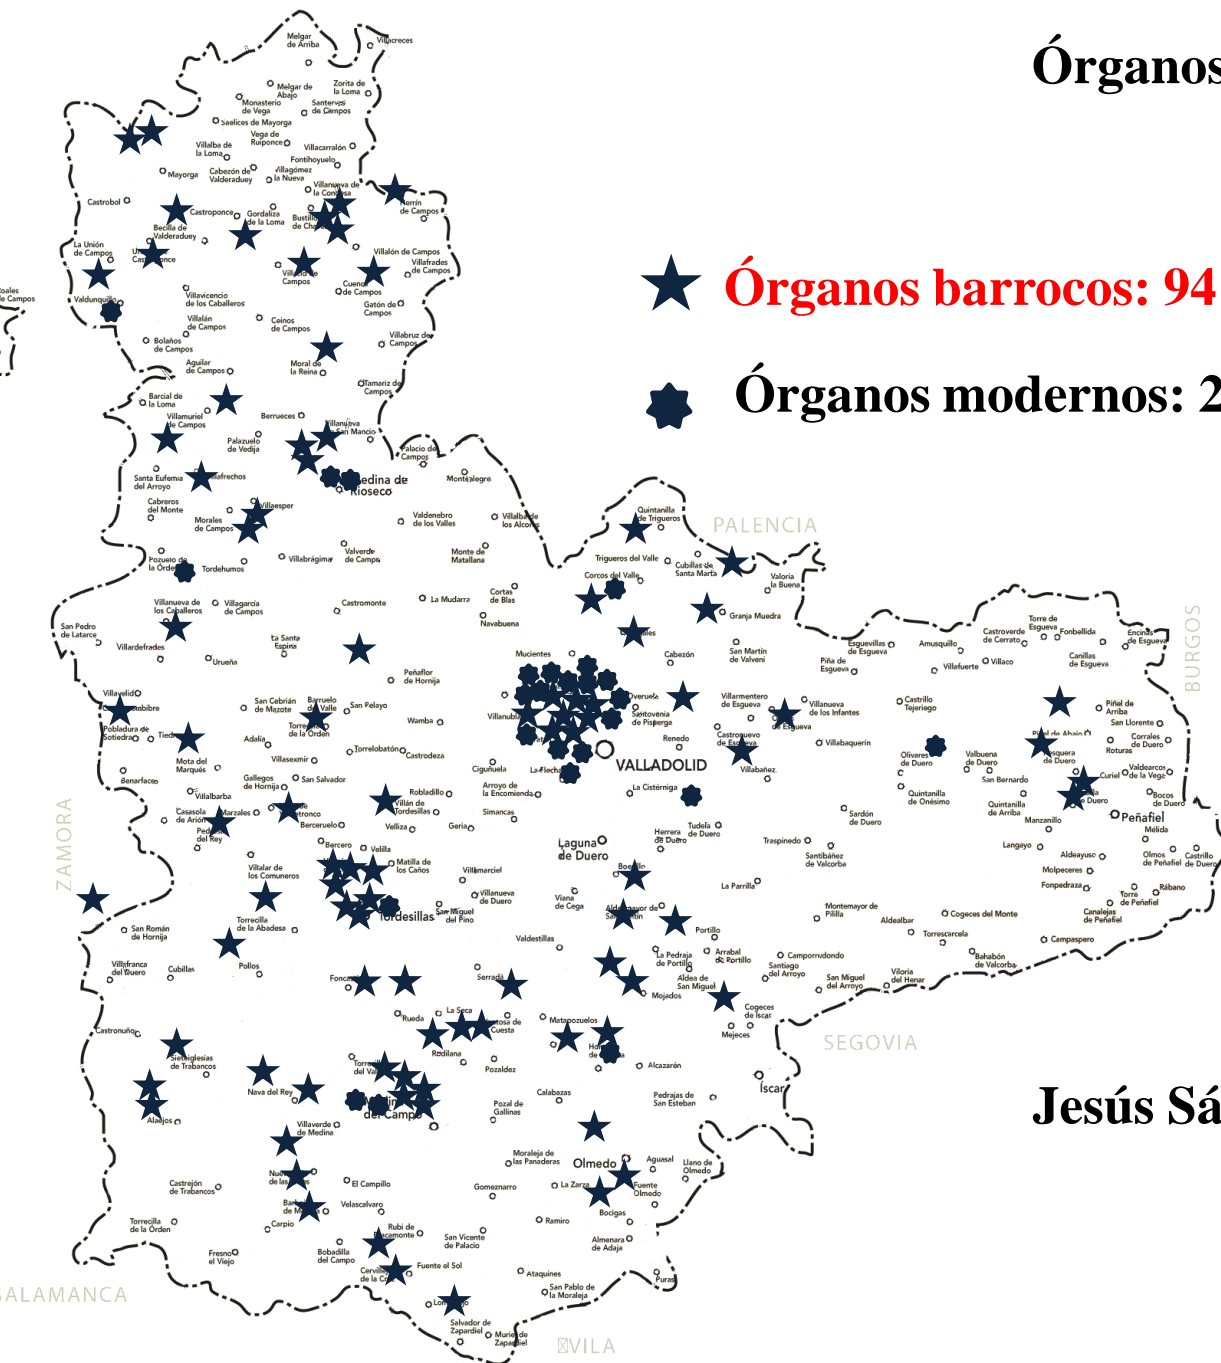 Órganos
Melgar
de Arriba
Villacreces
Melgar de
Abajo
Zorita de
la Loma
Monasterio
de Vega
Santervás
de Campos
Saelices de Mayorga
Vega de
Ruiponce
Villalba de
la Loma
Villacarralón
Fontihoyuelo
Mayorga
Cabezón de
Valderaduey
Villagómez
la Nueva
Villanueva de
Castrobol
Castroponce
Gordaliza
de la Loma
Herrín
de Campos
Becilla de
Valderaduey
La Unión
de Campos
Villalón de Campos
Villafrades
de Campos
Campos
Cuenca
de Campos
Gatón de
Campos
Valdunquillo
Villavicencio
de los Caballeros
Órganos barrocos: 94
Villalán
de Campos
Ceinos
de Campos
Bolaños
de Campos
Villabruz de
Campos
Aguilar
de Campos
Moral de
la Reina
Tamariz de
Campos
Órganos modernos: 2
Barcial de
la Loma
Villamuriel
de Campos
Berrueces
Palazuelo
de Vedija
Palacio de
Campos
Santa Eufemia
del Arroyo
Montealegre
Rioseco
Cabreros
del Monte
Morales
de Campos
Villaesper
Valdenebro
de los Valles
Villalba de
los Alcores
Quintanilla
de Trigueros
PALENCIA
Pozuelo de
Tordehumos
Villabrágima
Valverde
de Campo
Monte de
Matallana
Trigueros del Valle
Cubillas de
Santa Marta
Corcos del Valle
Valoria
la Buena
Villanueva de
los Caballeros
Villagarcía
de Campos
Castromonte
La Mudarra
Cortas
de Blas
Navabuena
Granja Muedra
San Pedro
de Latarce
Villardefrades
Urueña
Peñaflor
de Hornija
Mucientes
Cabezón
San Martín
de Valvení
Piña de
Esgueva
Esguevillas
de Esgueva
Amusquillo
Villafuerte
Villaco
Castroverde
de Cerrato
Torre de
Esgueva
Fonbellida
Canillas
de Esgueva
Encinas
de Esgueva
BURGOS
Villavelid
San Cebrián
de Mazote
Barruelo
San Pelayo
Wamba
Santovenia
de Pisuerga
Villarmentero
de Esgueva
Villanueva
de los Infantes
Castrillo
Tejeriego
Piñel de
Arriba
San Llorente
Pobladura de
Sotiedra
Adalia
de la Orden
Torrelobatón
Castrodeza
Renedo
Villabaquerín
Olivares
de Duero
Valbuena
de Duero
Corrales
de Duero
Roturas
Mota del
Marqués
Villasexmir
Ciguñuela
VALLADOLID
Villabañez
San Bernardo
Curiel
Valdearcos
de la Vega
Benarfaces
Gallegos
de Hornija
San Salvador
Robladillo
Arroyo de
la Encomienda
La Cistérniga
Quintanilla
de Onésimo
Quintanilla
de Arriba
Bocos
de Duero
Villalbarba
Casasola
de Arión
Marzales
Berceruelo
Villán de
Tordesillas
Velliza
Geria
Simancas
Tudela
de Duero
Herrera
de Duero
Traspinedo
Sardón
de Duero
Manzanillo
Peñafiel
Mélida
ZAMORA
Bercero
Velilla
Matilla de
los Caños
Laguna
de Duero
Santibáñez
de Valcorba
Langayo
Aldeayuso
Olmos
de Peñafiel
Castrillo
de Duero
Villalar de
los Comuneros
Villamarciel
Villanueva
de Duero
Viana
de Cega
La Parrilla
Molpeceres
Fonpedraza
Torre
de Peñafiel
Rábano
Torrecilla
de la Abadesa
Tordesillas
San Miguel
del Pino
Portillo
Montemayor de
Pililla
Aldealbar
Cogeces del Monte
Torrescarcela
Canalejas
de Peñafiel
Campaspero
San Román
de Hornija
Valdestillas
La Pedraja
de Portillo
Arrabal
de Portillo
Santiago
del Arroyo
Bahabón
de Valcorba
Villafranca
del Duero
Cubillas
Pollos
Serrada
Aldea de
San Miguel
Mojados
San Miguel
del Arroyo
Viloria
del Henar
Castronuño
Rueda
La Seca
Matapozuelos
Cogeces
de Iscar
Mejeces
SEGOVIA
Sieteiglesias
de Trabancos
Rodilana
Pozaldez
Alcazarén
Nava del Rey
Calabazas
Pedrajas de
San Esteban
Íscar
Jesús Sá
Alaejos
del Campo
Pozal de
Gallinas
Villaverde
de Medina
Moraleja de
las Panaderas
Olmedo
Aguasal
Llano de
Olmedo
Castrejón
de Trabancos
El Campillo
Gomeznarro
La Zarza
Fuente
Olmedo
Velascalvaro
Bocigas
Torrecilla
de la Orden
Carpio
Ramiro
Almenara
de Adaja
Fresno
el Viejo
Bobadilla
del Campo
Rubí de
San Vicente
de Palacio
Fuente el Sol
Ataquines
Puras
SALAMANCA
San Pablo de
la Moraleja
Salvador de
Zapardiel
Muriel de
Zapardiel
VILA